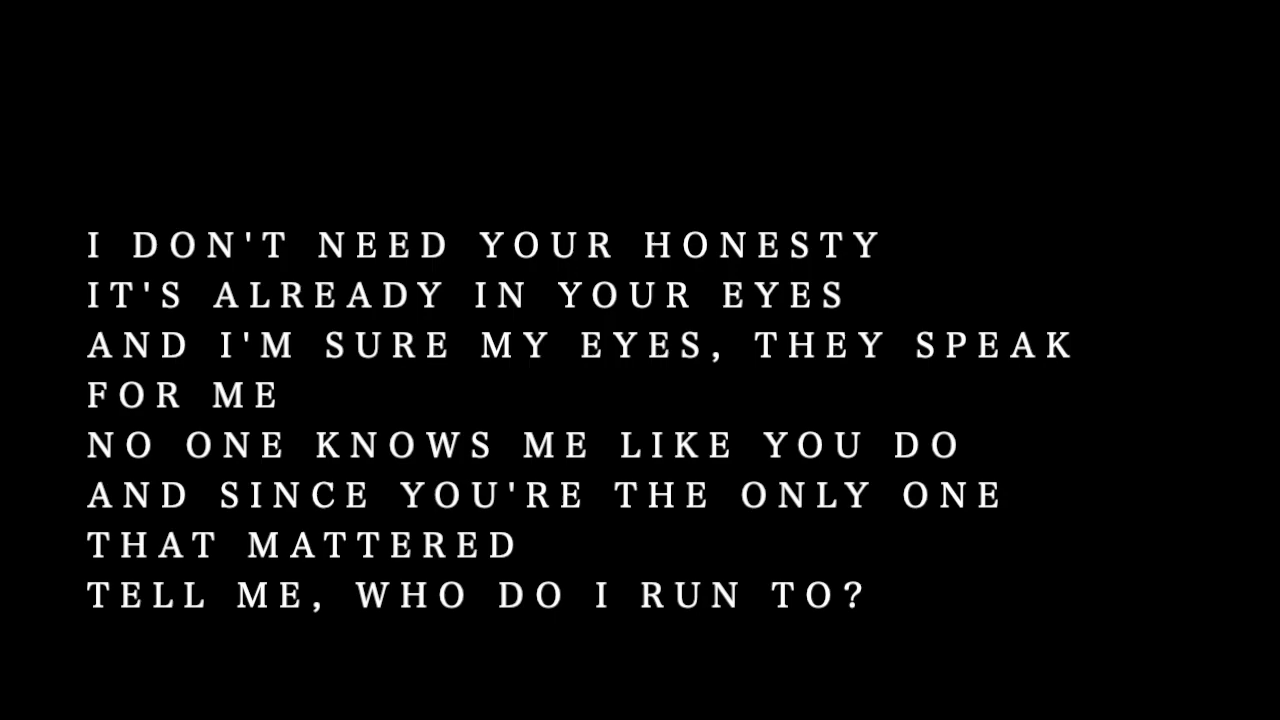 I DON'T NEED YOUR HONESTY
IT'S ALREADY IN YOUR EYES
AND I'M SURE MY EYES, THEY SPEAK
FOR ME
NO ONE KNOWS ME LIKE YOU DO
AND SINCE YOU'RE THE ONLY ONE
THAT MATTERED
TELL ME, WHO DO I RUN TO?